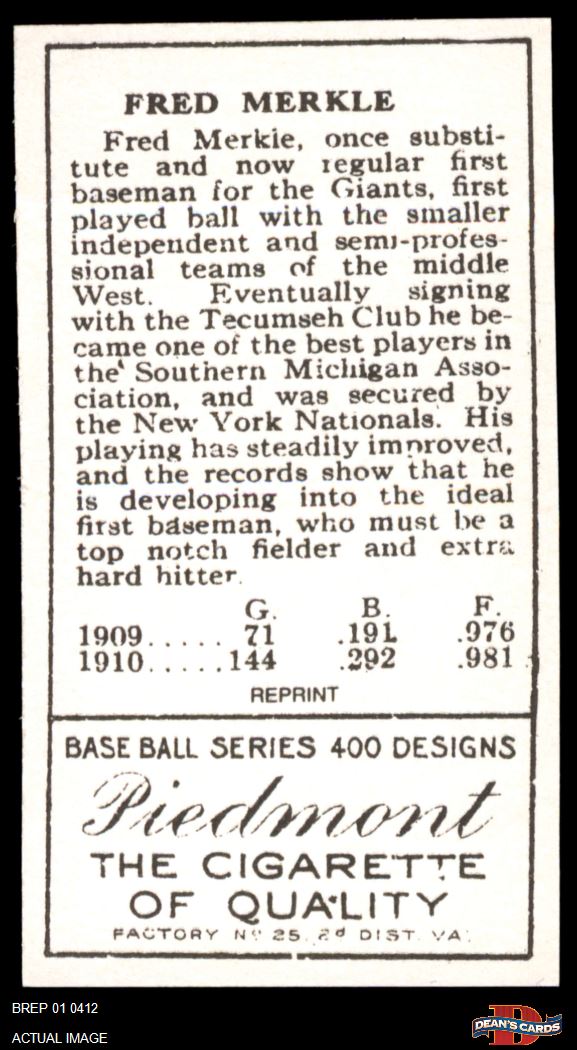 FRED MERKLE
Fred Merkie, once substi-
tute and now regular first
baseman for the Giants, first
played ball with the smaller
independent and semi-profes-
sional teams of the middle
West. Eventually signing
with the Tecumseh Club he be-
came one of the best players in
the Southern Michigan Asso-
ciation, and was secured by
the New York Nationals. His
playing has steadily improved,
and the records show that he
is developing into the ideal
first baseman, who must be a
top notch fielder and extra
hard hitter.
G. B. F.
1909..... 71 .191 .976
1910.....144 .292 .981
REPRINT
BASE BALL SERIES 400 DESIGNS
Piedmont
THE CIGARETTE
OF QUALITY
FACTORY No 25. 2d DIST. VA.
BREP 01 0412
ACTUAL IMAGE
DEAN'S CARDS